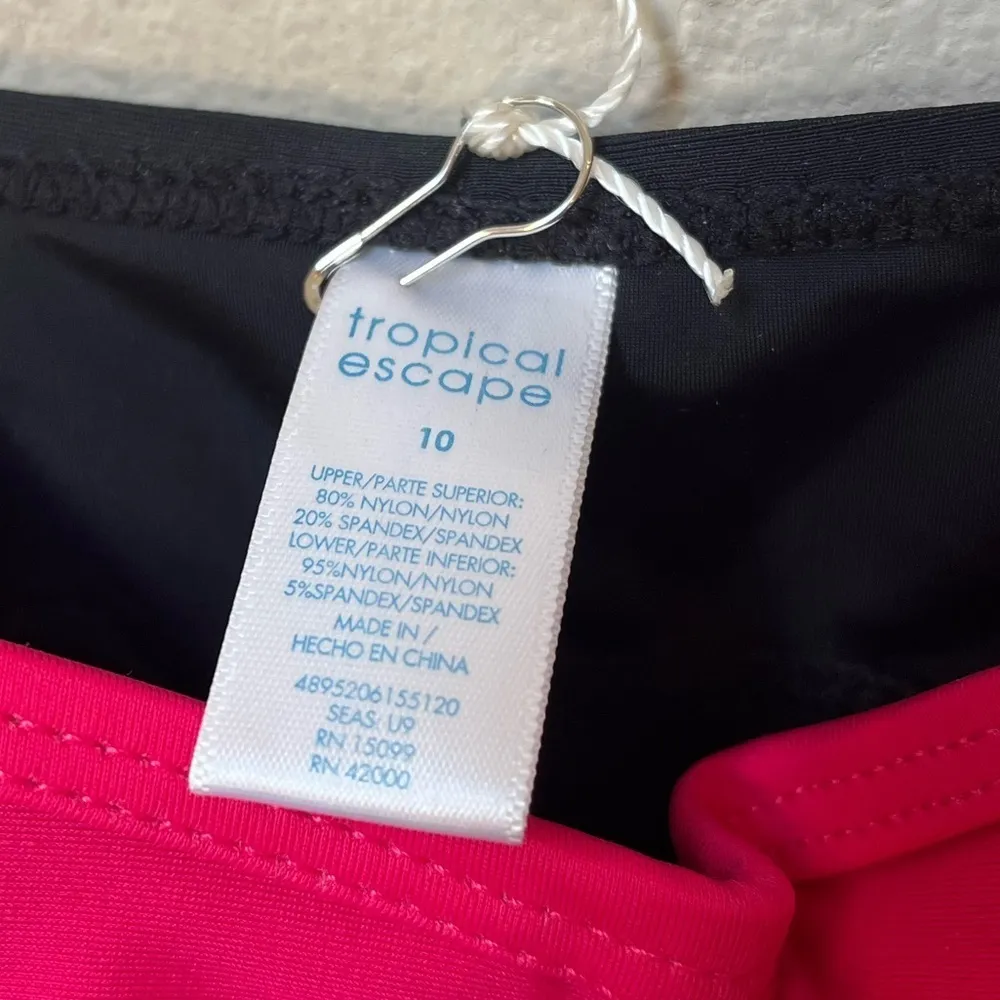 tropical
escape
10
UPPER/PARTE SUPERIOR:
80% NYLON/NYLON
20% SPANDEX/SPANDEX
LOWER/PARTE INFERIOR:
95%NYLON/NYLON
5%SPANDEX/SPANDEX
MADE IN /
HECHO EN CHINA
4895206155120
SEAS. U9
RN 15099
RN 42000